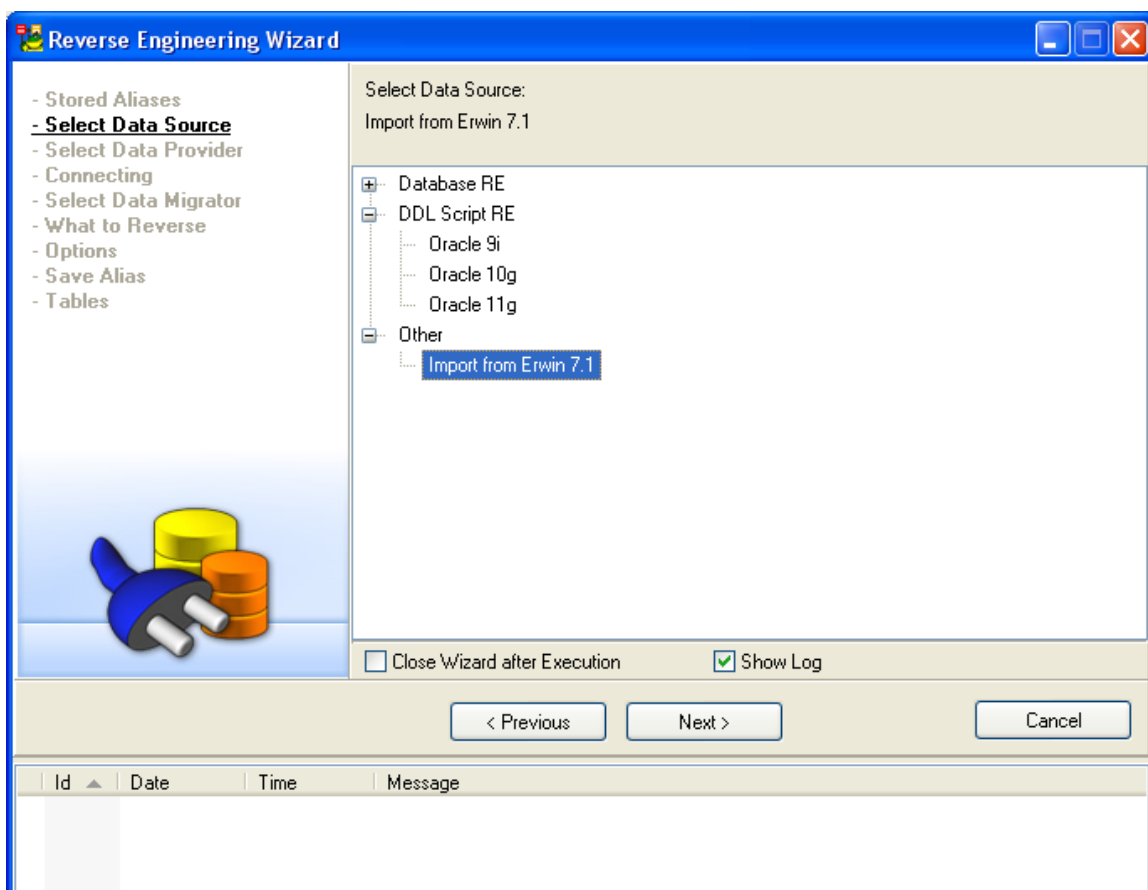 Reverse Engineering Wizard
- Stored Aliases
- Select Data Source
- Select Data Provider
- Connecting
- Select Data Migrator
- What to Reverse
- Options
- Save Alias
- Tables
Select Data Source:
Import from Erwin 7.1
Database RE
DDL Script RE
Oracle 9i
Oracle 10g
Oracle 11g
Other
Import from Erwin 7.1
Close Wizard after Execution Show Log
< Previous Next > Cancel
Id Date Time Message